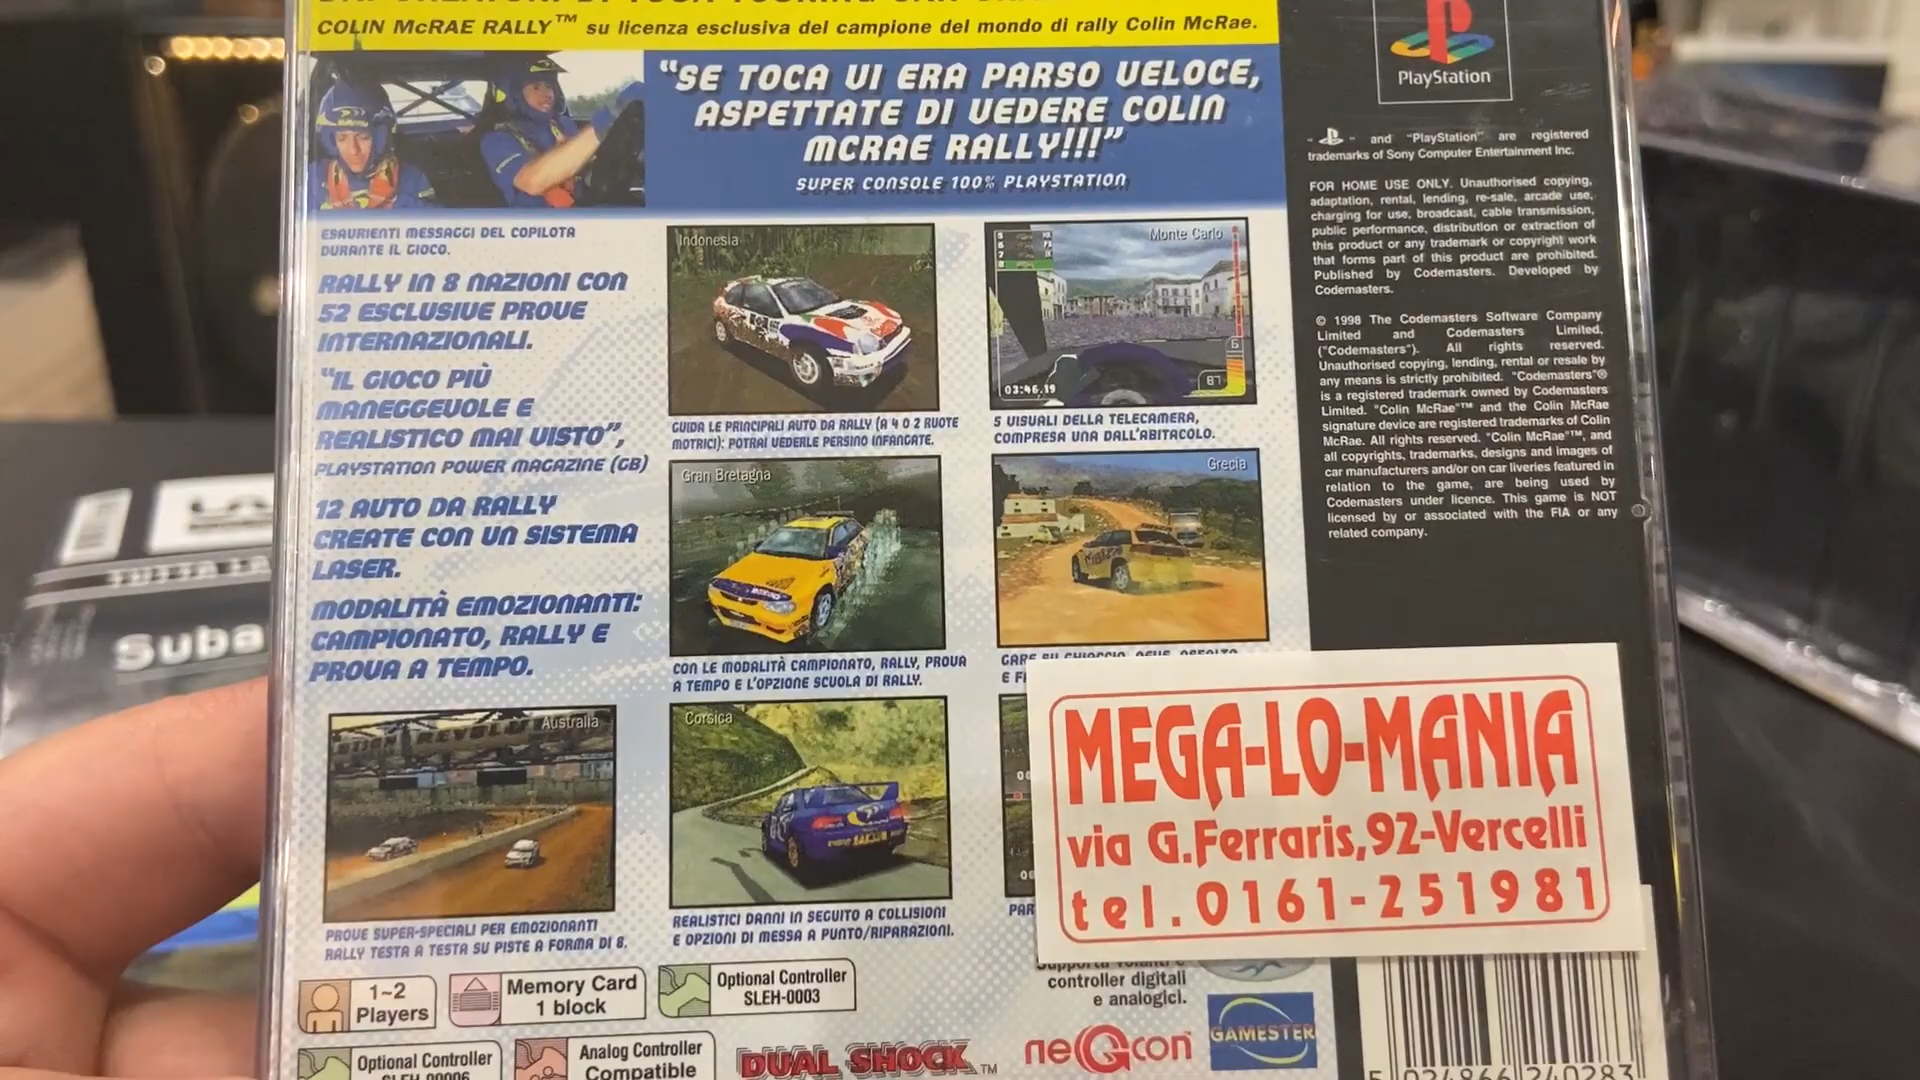 COLIN McRAE RALLY™ su licenza esclusiva del campione del mondo di rally Colin McRae.
"SE TOCA VI ERA PARSO VELOCE,
ASPETTATE DI VEDERE COLIN
MCRAE RALLY!!!"
SUPER CONSOLE 100% PLAYSTATION
ESAURIENTI MESSAGGI DEL COPILOTA
DURANTE IL GIOCO.
RALLY IN 8 NAZIONI CON
52 ESCLUSIVE PROVE
INTERNAZIONALI.
"IL GIOCO PIÙ
MANEGGEVOLE E
REALISTICO MAI VISTO",
PLAYSTATION POWER MAGAZINE (GB)
12 AUTO DA RALLY
CREATE CON UN SISTEMA
LASER.
MODALITÀ EMOZIONANTI:
CAMPIONATO, RALLY E
PROVA A TEMPO.
Australia
PROVE SUPER-SPECIALI PER EMOZIONANTI
RALLY TESTA A TESTA SU PISTE A FORMA DI 8.
Indonesia
GUIDA LE PRINCIPALI AUTO DA RALLY (A 4 O 2 RUOTE
MOTRICI): POTRAI VEDERLE PERSINO INFANGATE.
Gran Bretagna
CON LE MODALITÀ CAMPIONATO, RALLY, PROVA
A TEMPO E L'OPZIONE SCUOLA DI RALLY.
Corsica
REALISTICI DANNI IN SEGUITO A COLLISIONI
E OPZIONI DI MESSA A PUNTO/RIPARAZIONI.
Monte Carlo
03:46.19
87
6
5 VISUALI DELLA TELECAMERA,
COMPRESA UNA DALL'ABITACOLO.
Grecia
GARE SU GHIACCIO, NEVE, ASFALTO
PlayStation
" " and "PlayStation" are registered
trademarks of Sony Computer Entertainment Inc.
FOR HOME USE ONLY. Unauthorised copying,
adaptation, rental, lending, re-sale, arcade use,
charging for use, broadcast, cable transmission,
public performance, distribution or extraction of
this product or any trademark or copyright work
that forms part of this product are prohibited.
Published by Codemasters. Developed by
Codemasters.
© 1998 The Codemasters Software Company
Limited and Codemasters Limited,
("Codemasters"). All rights reserved.
Unauthorised copying, lending, rental or resale by
any means is strictly prohibited. "Codemasters"®
is a registered trademark owned by Codemasters
Limited. "Colin McRae"™ and the Colin McRae
signature device are registered trademarks of Colin
McRae. All rights reserved. "Colin McRae"™, and
all copyrights, trademarks, designs and images of
car manufacturers and/or on car liveries featured in
relation to the game, are being used by
Codemasters under licence. This game is NOT
licensed by or associated with the FIA or any
related company.
MEGA-LO-MANIA
via G.Ferraris,92-Vercelli
tel.0161-251981
controller digitali
e analogici.
1~2
Players
Memory Card
1 block
Optional Controller
SLEH-0003
Optional Controller
SLEH-00006
Analog Controller
Compatible
DUAL SHOCK™
neGcon
GAMESTER
5 024866 240283
Suba